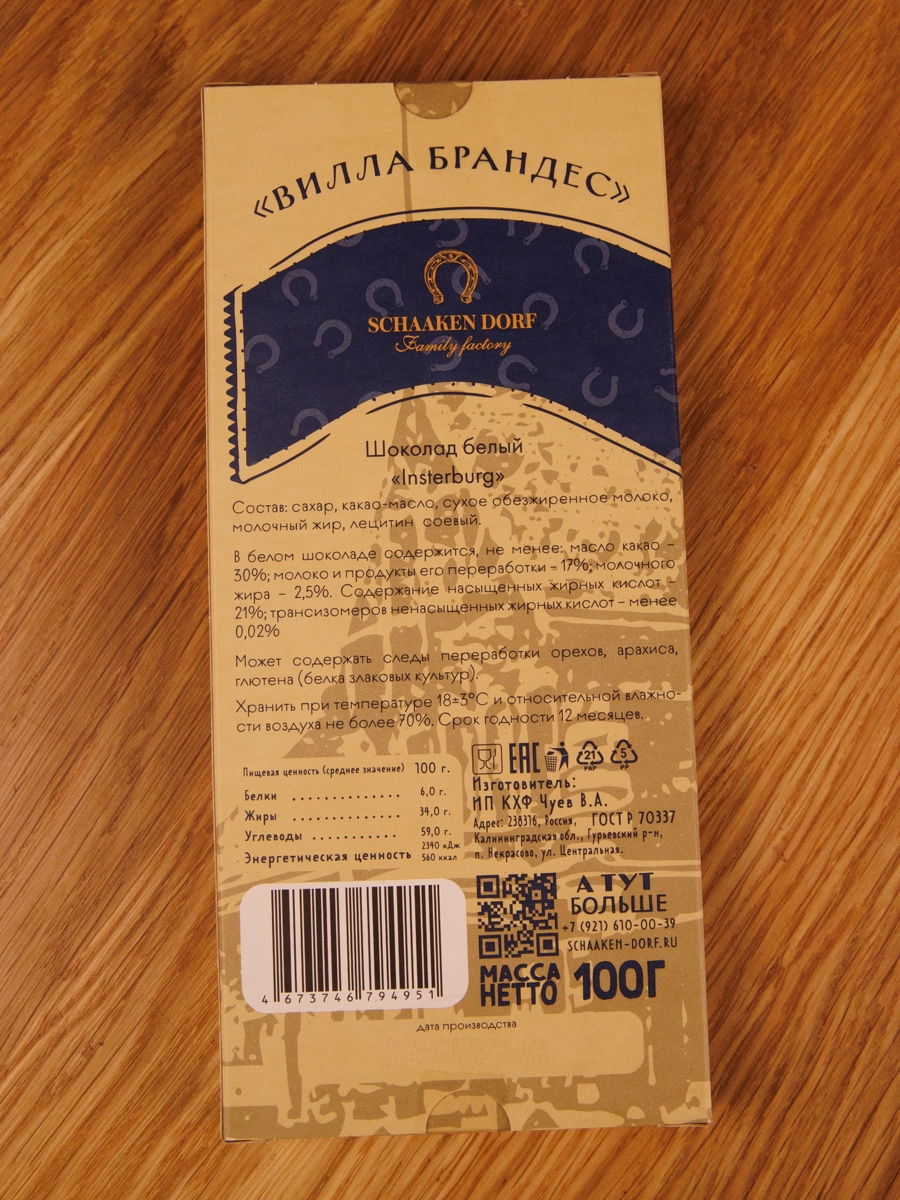 «ВИЛЛА БРАНДЕС»
SCHAAKEN DORF
Family factory
Шоколад белый
«Insterburg»
Состав: сахар, какао-масло, сухое обезжиренное молоко,
молочный жир, лецитин соевый.
В белом шоколаде содержится, не менее: масло какао –
30%; молоко и продукты его переработки – 17%; молочного
жира – 2,5%. Содержание насыщенных жирных кислот –
21%; трансизомеров ненасыщенных жирных кислот – менее
0,02%
Может содержать следы переработки орехов, арахиса,
глютена (белка злаковых культур).
Хранить при температуре 18±3°С и относительной влажно-
сти воздуха не более 70%. Срок годности 12 месяцев.
Пищевая ценность (среднее значение) 100 г.
Белки .............. 6,0 г.
Жиры .............. 34,0 г.
Углеводы ........... 59,0 г.
2340 кДж
Энергетическая ценность 560 ккал
EAC
21
PAP
5
PP
Изготовитель:
ИП КХФ Чуев В.А.
Адрес: 238316, Россия, ГОСТ Р 70337
Калининградская обл., Гурьевский р-н,
п. Некрасово, ул. Центральная.
А ТУТ
БОЛЬШЕ
+7 (921) 610-00-39
SCHAAKEN-DORF.RU
МАССА
НЕТТО 100Г
4 673746 794951
дата производства